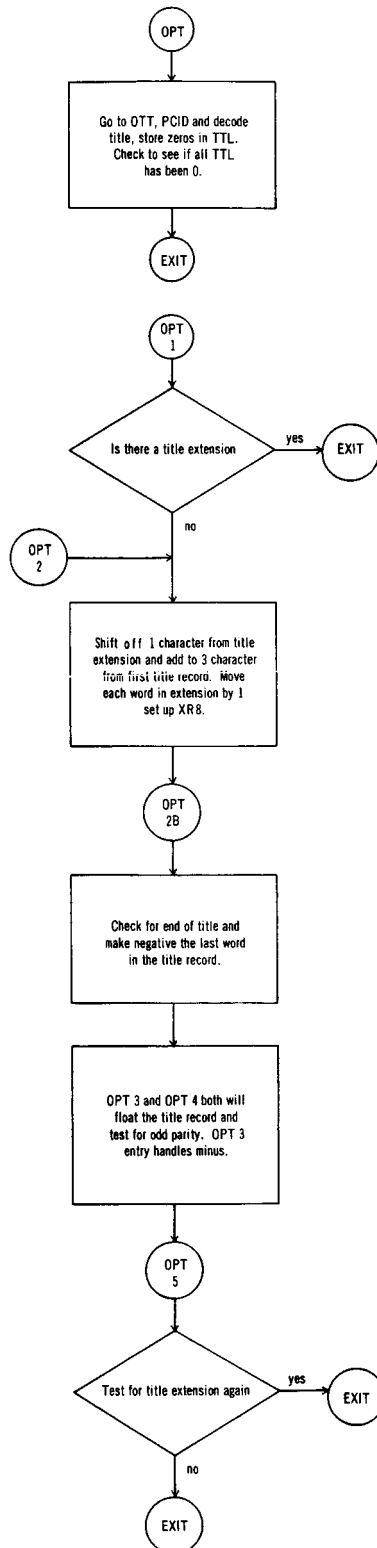 OPT
Go to OTT, PCID and decode
title, store zeros in TTL.
Check to see if all TTL
has been 0.
EXIT
OPT
1
Is there a title extension
yes
EXIT
no
OPT
2
Shift off 1 character from title
extension and add to 3 character
from first title record. Move
each word in extension by 1
set up XR8.
OPT
2B
Check for end of title and
make negative the last word
in the title record.
OPT 3 and OPT 4 both will
float the title record and
test for odd parity. OPT 3
entry handles minus.
OPT
5
Test for title extension again
yes
EXIT
no
EXIT